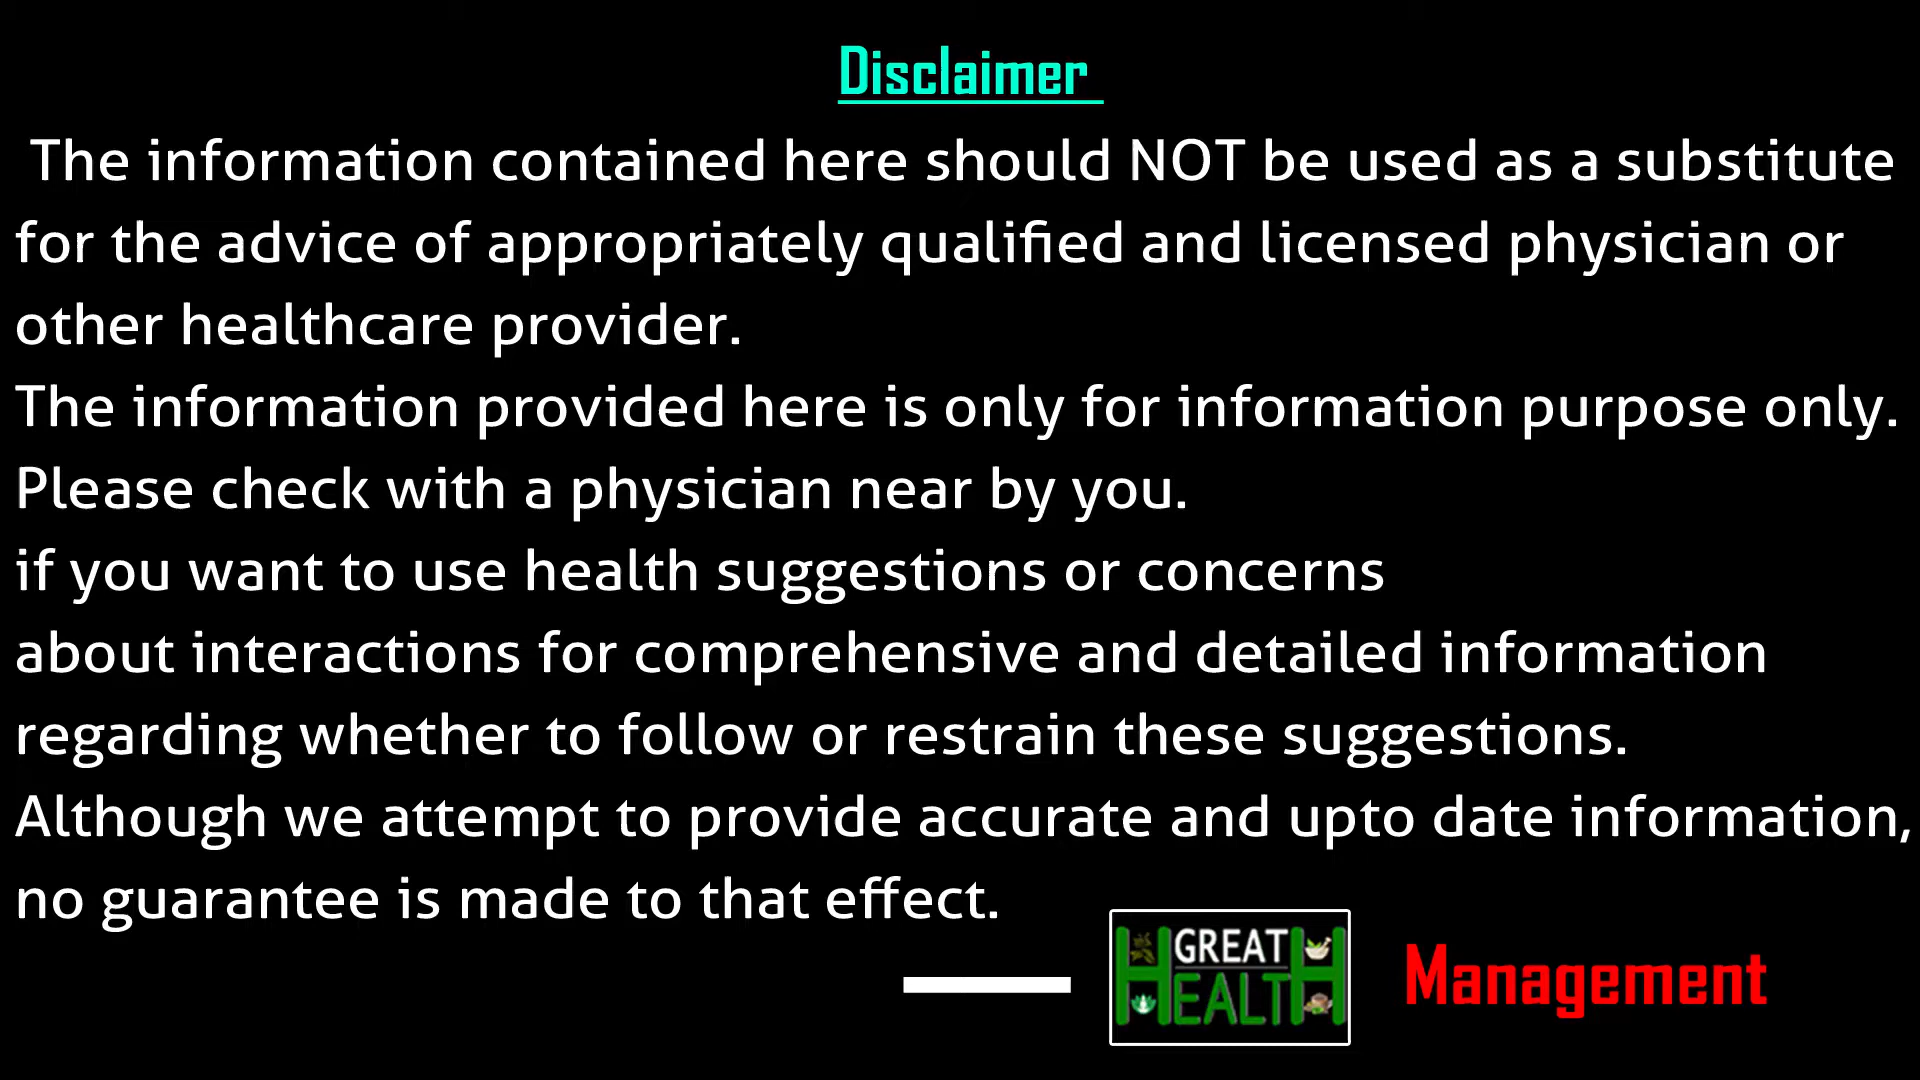 Disclaimer
The information contained here should NOT be used as a substitute
for the advice of appropriately qualified and licensed physician or
other healthcare provider.
The information provided here is only for information purpose only.
Please check with a physician near by you.
if you want to use health suggestions or concerns
about interactions for comprehensive and detailed information
regarding whether to follow or restrain these suggestions.
Although we attempt to provide accurate and upto date information,
no guarantee is made to that effect.
GREAT
HEALTH
Management